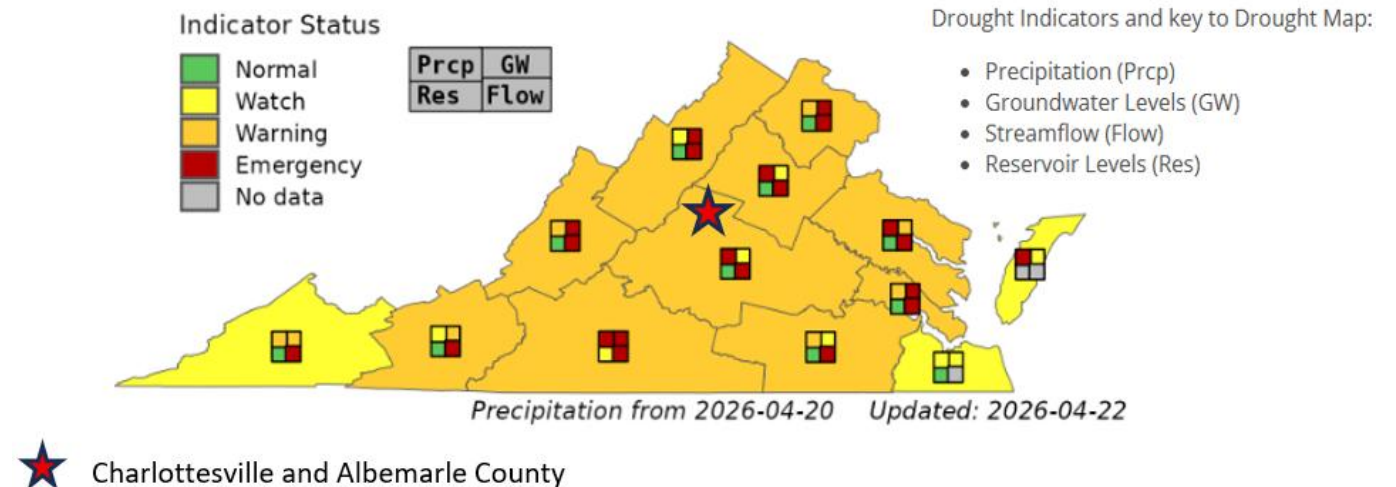 Indicator Status
Normal
Watch
Warning
Emergency
No data
Prcp GW
Res Flow
Drought Indicators and key to Drought Map:
• Precipitation (Prcp)
• Groundwater Levels (GW)
• Streamflow (Flow)
• Reservoir Levels (Res)
Precipitation from 2026-04-20 Updated: 2026-04-22
Charlottesville and Albemarle County